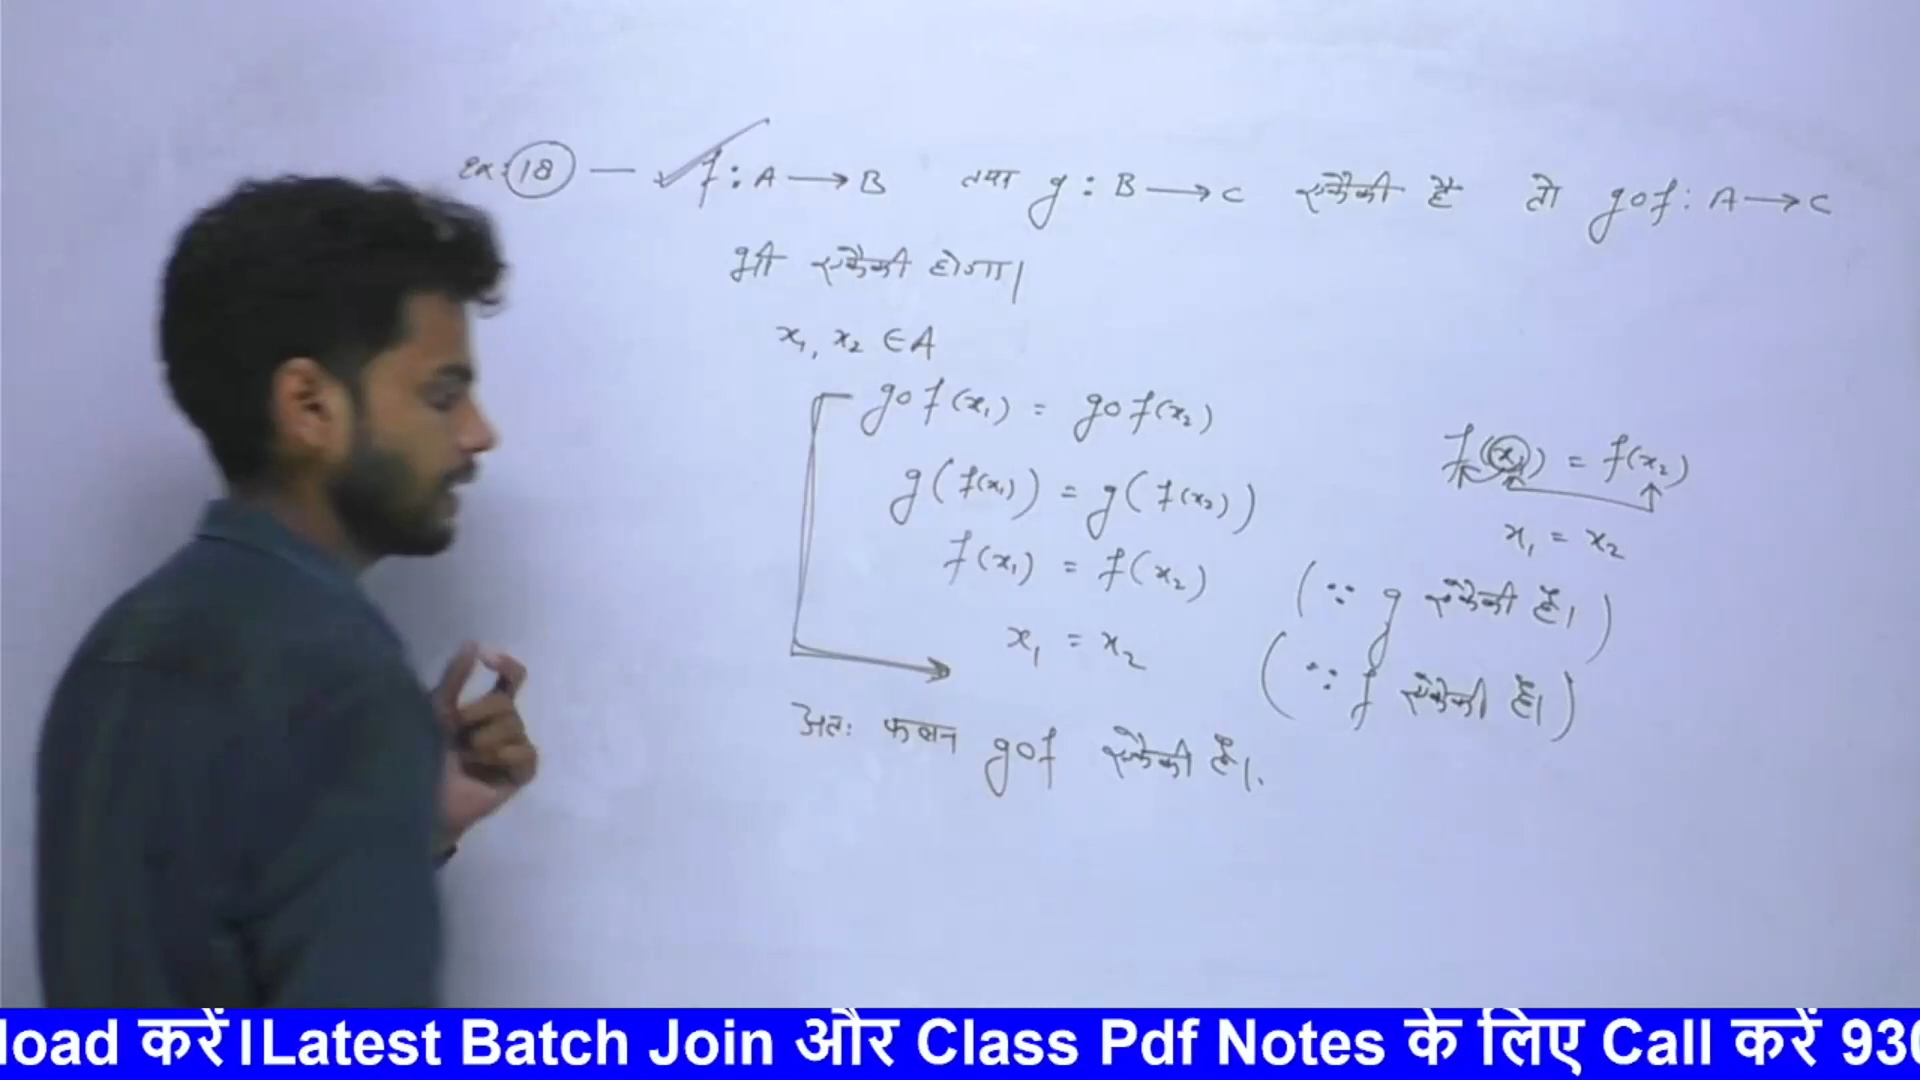 ex: 18 — f : A → B तथा g : B → C एकैकी है तो gof : A → C
भी एकैकी होगा।
x₁, x₂ ∈ A
gof(x₁) = gof(x₂)
g(f(x₁)) = g(f(x₂))
f(x₁) = f(x₂) (∵ g एकैकी है।)
x₁ = x₂ (∵ f एकैकी है।)
अतः फलन gof एकैकी है।
f(x₁) = f(x₂)
x₁ = x₂
load करें।Latest Batch Join और Class Pdf Notes के लिए Call करें 930